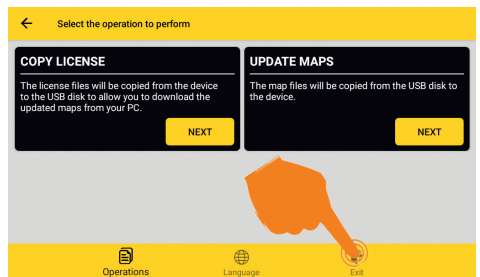 Select the operation to perform
COPY LICENSE
The license files will be copied from the device
to the USB disk to allow you to download the
updated maps from your PC.
NEXT
UPDATE MAPS
The map files will be copied from the USB disk to
the device.
NEXT
Operations
Language
Exit